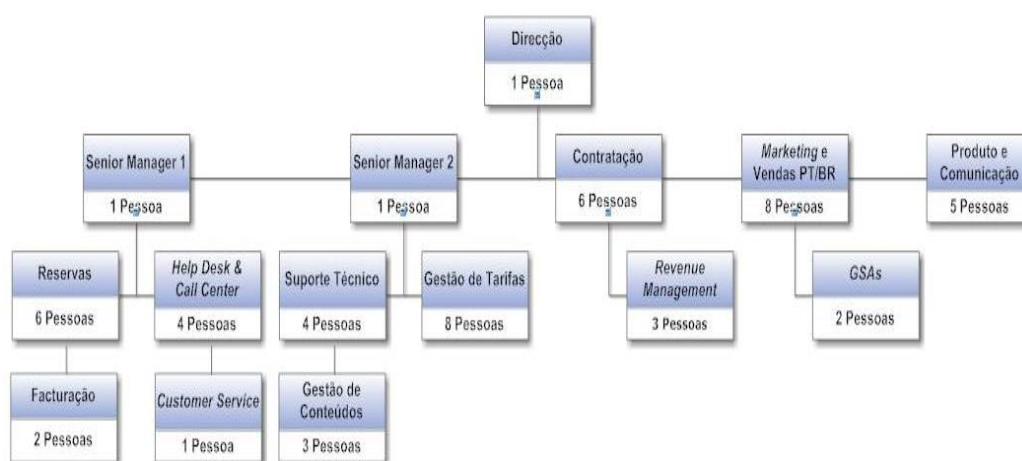 Direcção
1 Pessoa
Senior Manager 1
1 Pessoa
Senior Manager 2
1 Pessoa
Contratação
6 Pessoas
Marketing e
Vendas PT/BR
8 Pessoas
Produto e
Comunicação
5 Pessoas
Reservas
6 Pessoas
Help Desk &
Call Center
4 Pessoas
Suporte Técnico
4 Pessoas
Gestão de Tarifas
8 Pessoas
Revenue
Management
3 Pessoas
GSAs
2 Pessoas
Facturação
2 Pessoas
Customer Service
1 Pessoa
Gestão de
Conteúdos
3 Pessoas